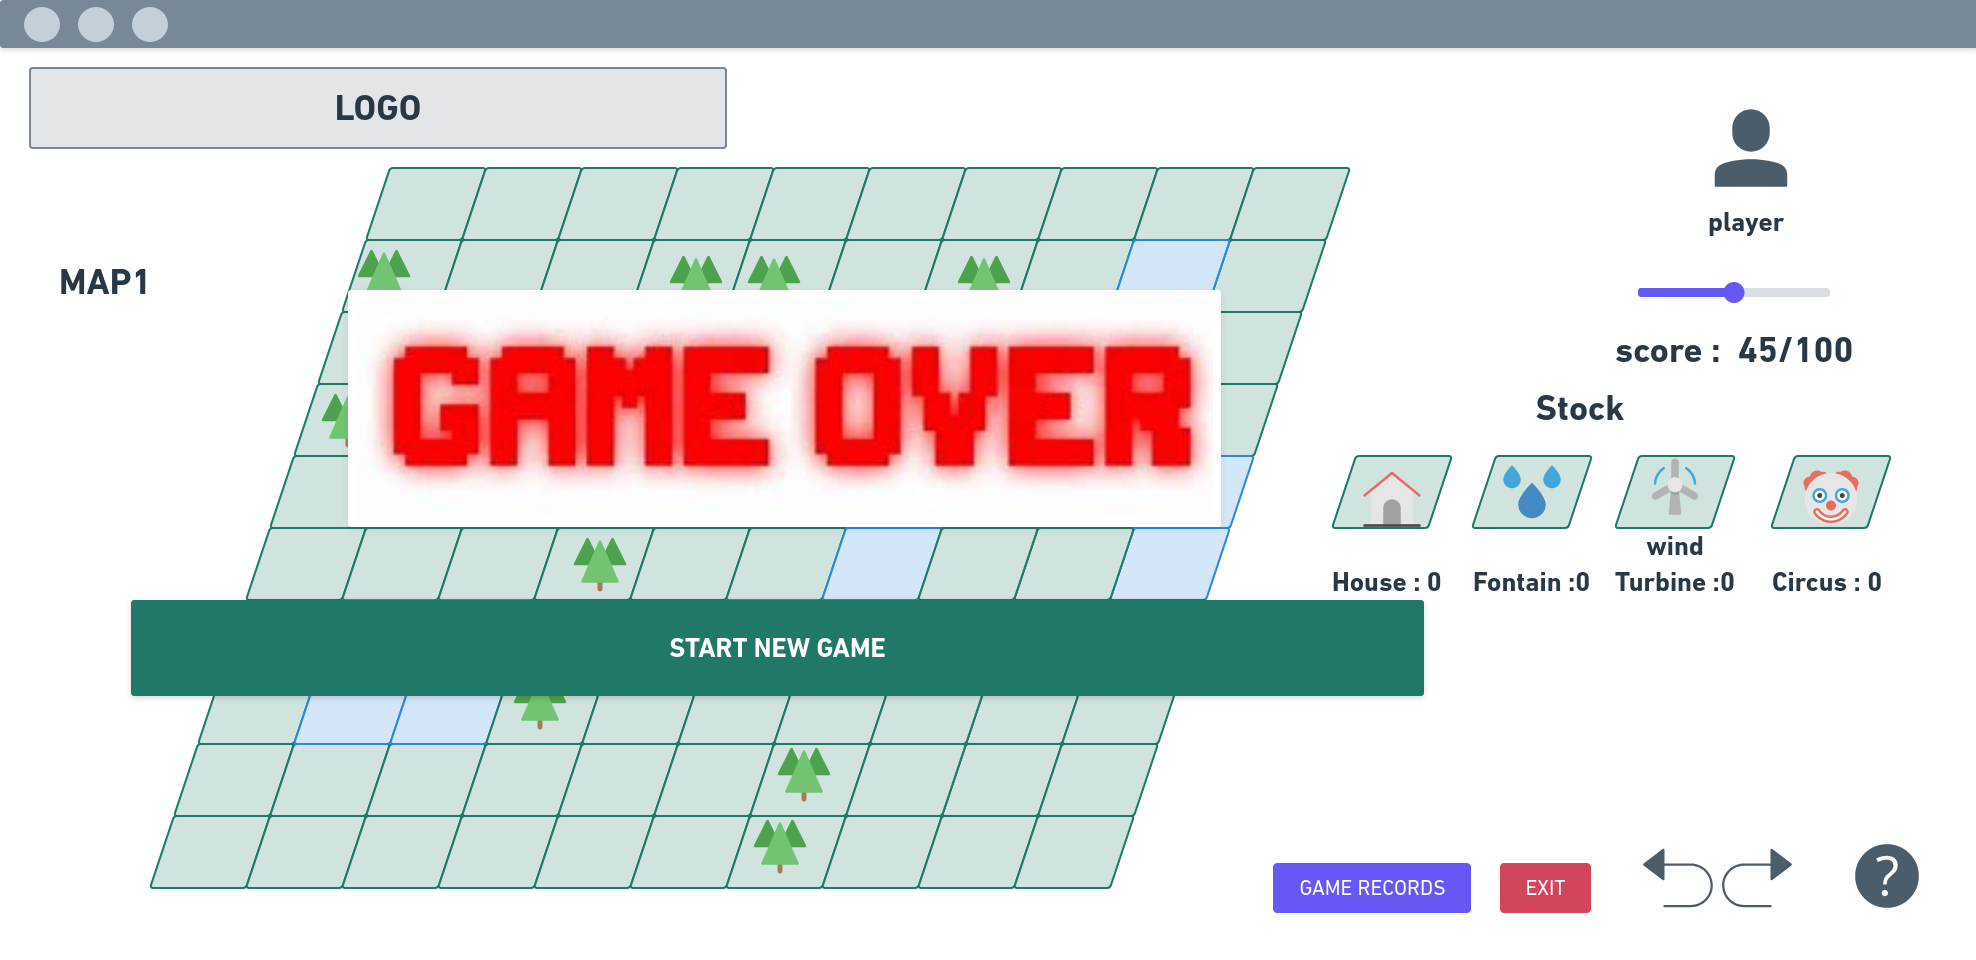 LOGO
player
MAP1
score : 45/100
GAME OVER
Stock
wind
House : 0
Fontain :0
Turbine :0
Circus : 0
START NEW GAME
GAME RECORDS
EXIT
?